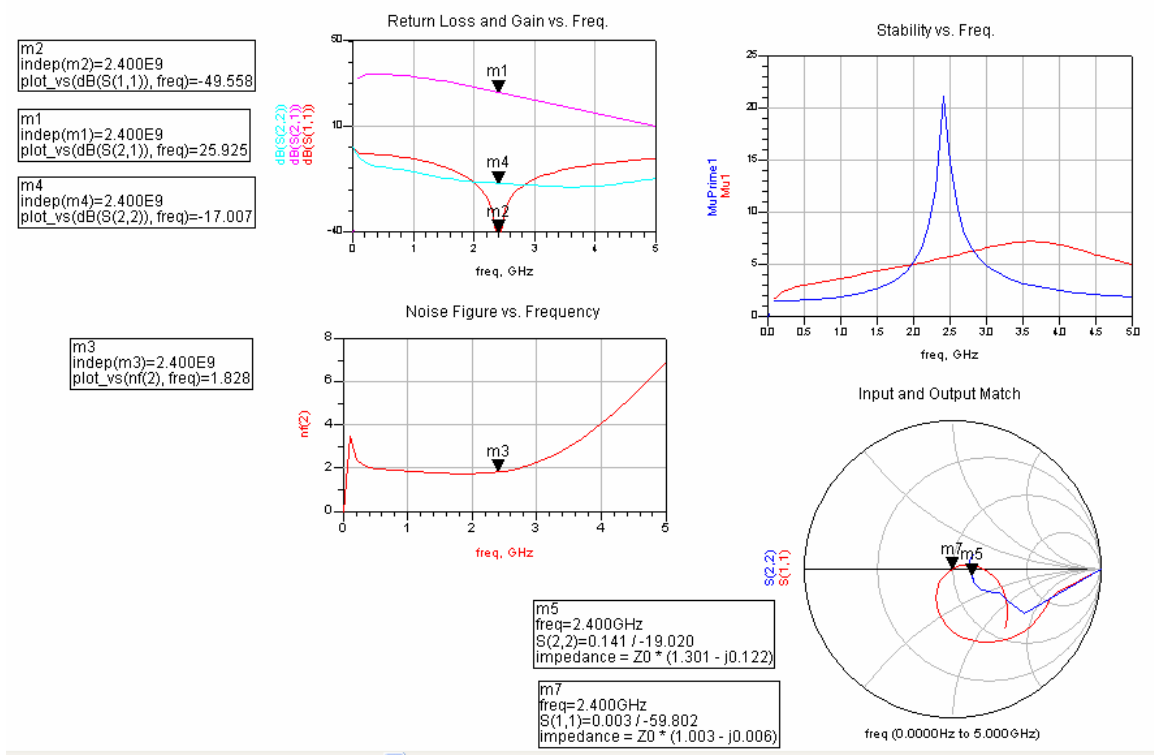 Return Loss and Gain vs. Freq.
m2
indep(m2)=2.400E9
plot_vs(dB(S(1,1)), freq)=-49.558
m1
indep(m1)=2.400E9
plot_vs(dB(S(2,1)), freq)=25.925
m4
indep(m4)=2.400E9
plot_vs(dB(S(2,2)), freq)=-17.007
dB(S(2,2))
dB(S(2,1))
dB(S(1,1))
60
10
-40
m1
m4
m2
0 1 2 3 4 5
freq, GHz
Stability vs. Freq.
MuPrime1
Mu1
25
20
15
10
5
0
0.0 0.5 1.0 1.5 2.0 2.5 3.0 3.5 4.0 4.5 5.0
freq, GHz
Noise Figure vs. Frequency
m3
indep(m3)=2.400E9
plot_vs(nf(2), freq)=1.828
nf(2)
8
6
4
2
0
m3
0 1 2 3 4 5
freq, GHz
Input and Output Match
S(2,2)
S(1,1)
m7
m5
freq (0.0000Hz to 5.000GHz)
m5
freq=2.400GHz
S(2,2)=0.141 / -19.020
impedance = Z0 * (1.301 - j0.122)
m7
freq=2.400GHz
S(1,1)=0.003 / -59.802
impedance = Z0 * (1.003 - j0.006)